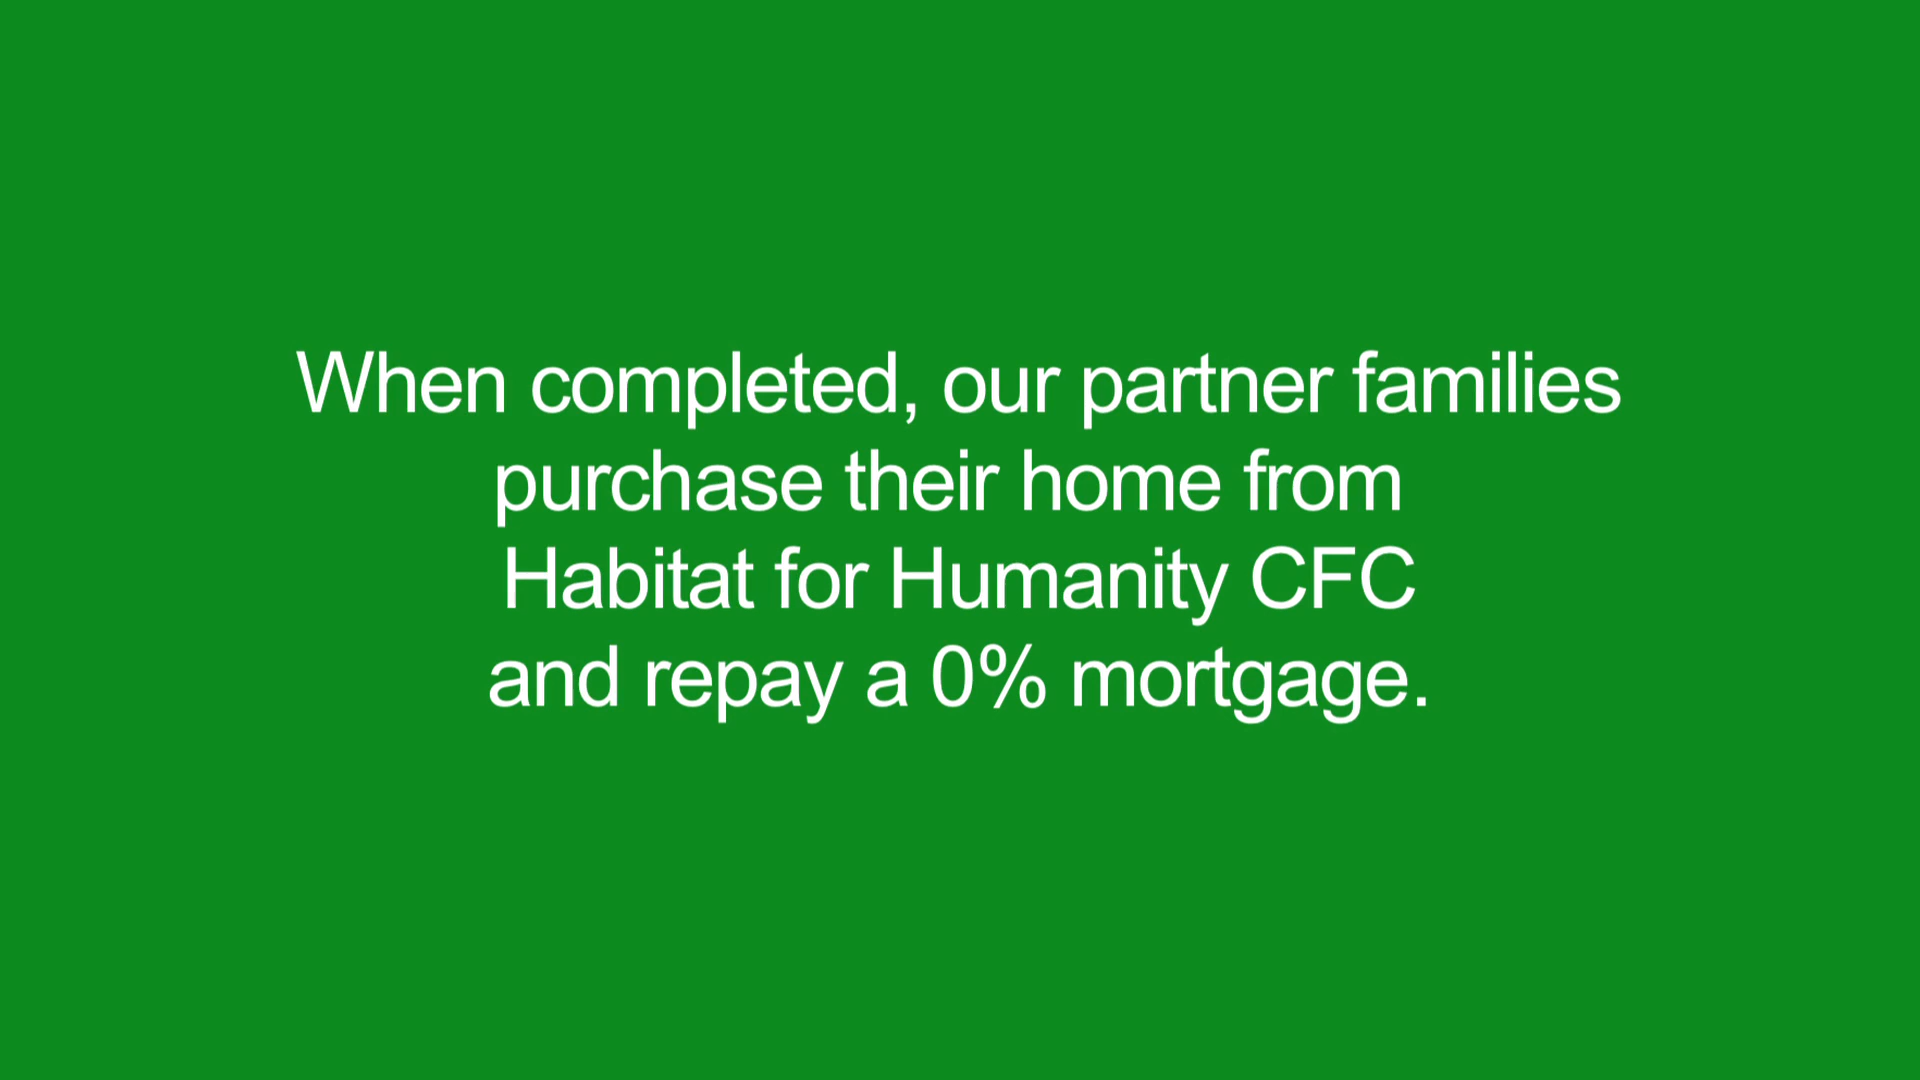 When completed, our partner families
purchase their home from
Habitat for Humanity CFC
and repay a 0% mortgage.